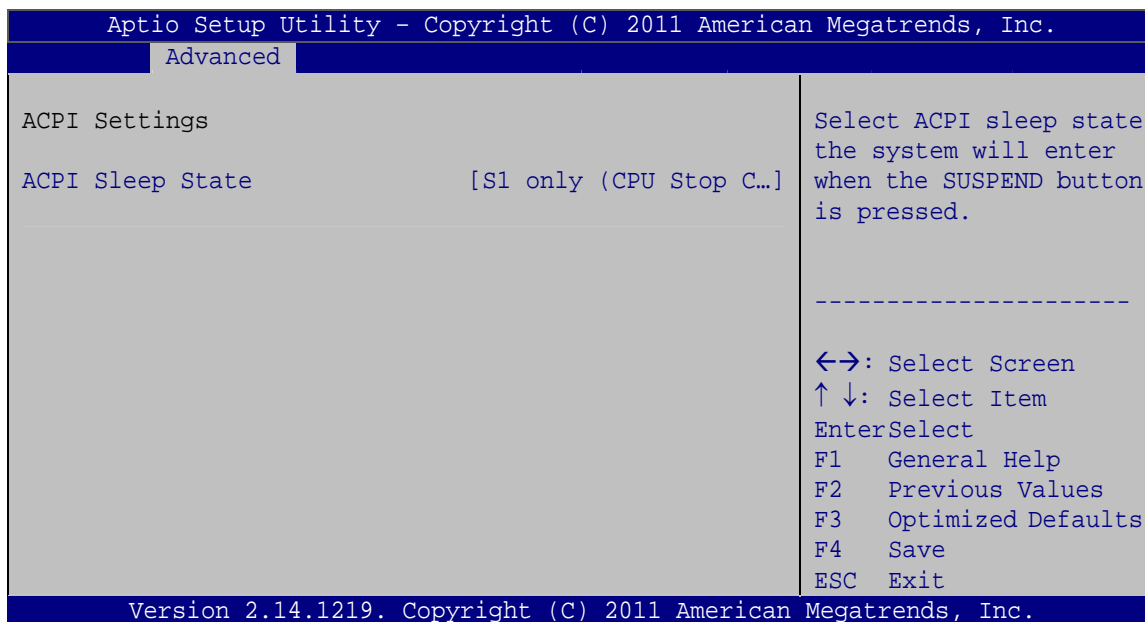 Aptio Setup Utility – Copyright (C) 2011 American Megatrends, Inc.
Advanced
ACPI Settings
ACPI Sleep State [S1 only (CPU Stop C…]
Select ACPI sleep state
the system will enter
when the SUSPEND button
is pressed.
----------------------
←→: Select Screen
↑ ↓: Select Item
EnterSelect
F1 General Help
F2 Previous Values
F3 Optimized Defaults
F4 Save
ESC Exit
Version 2.14.1219. Copyright (C) 2011 American Megatrends, Inc.